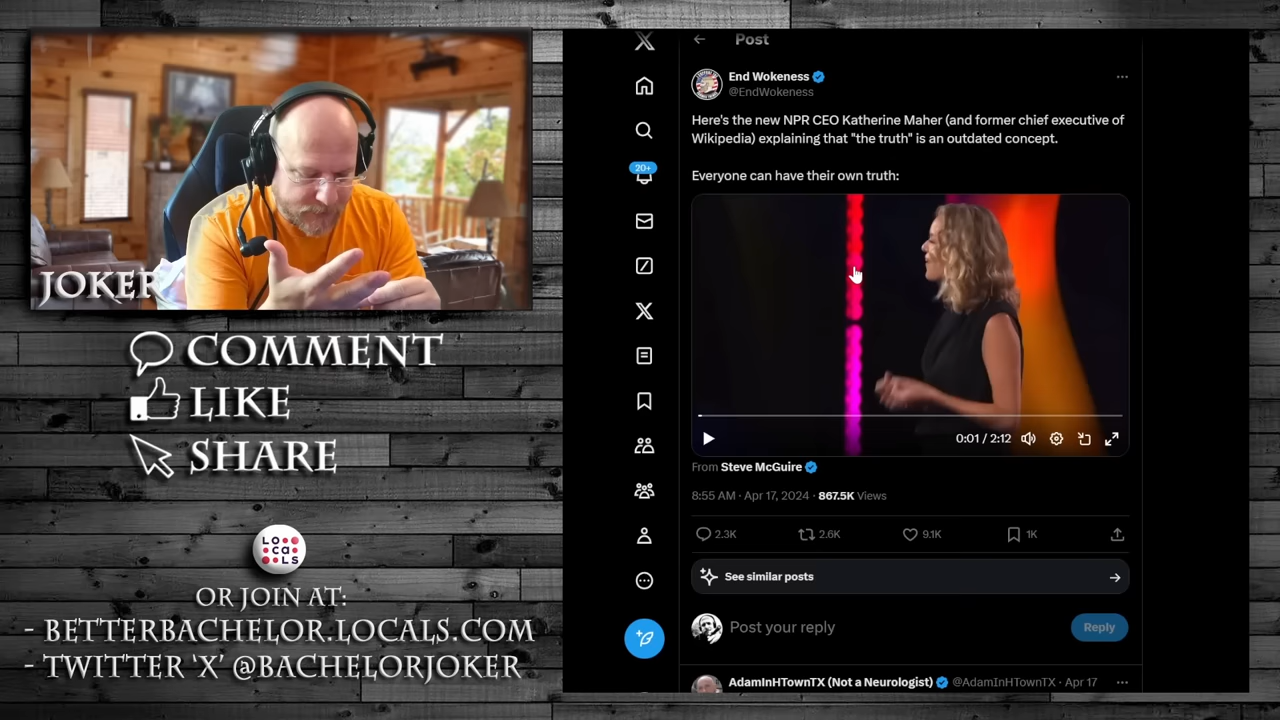 JOKER
COMMENT
LIKE
SHARE
LOcaLS
OR JOIN AT:
- BETTERBACHELOR.LOCALS.COM
- TWITTER 'X' @BACHELORJOKER
20+
Post
End Wokeness
@EndWokeness
Here's the new NPR CEO Katherine Maher (and former chief executive of
Wikipedia) explaining that "the truth" is an outdated concept.
Everyone can have their own truth:
0:01 / 2:12
From Steve McGuire
8:55 AM · Apr 17, 2024 · 867.5K Views
2.3K 2.6K 9.1K 1K
See similar posts
Post your reply
Reply
AdamInHTownTX (Not a Neurologist) @AdamInHTownTX · Apr 17